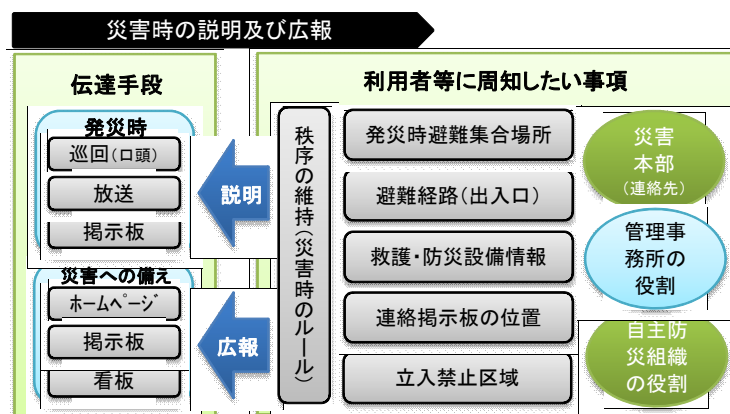 災害時の説明及び広報
伝達手段
発災時
巡回(口頭)
放送
掲示板
災害への備え
ホームページ
掲示板
看板
説明
広報
利用者等に周知したい事項
秩序の維持(災害時のルール)
発災時避難集合場所
避難経路(出入口)
救護・防災設備情報
連絡掲示板の位置
立入禁止区域
災害
本部
(連絡先)
管理事
務所の
役割
自主防
災組織
の役割